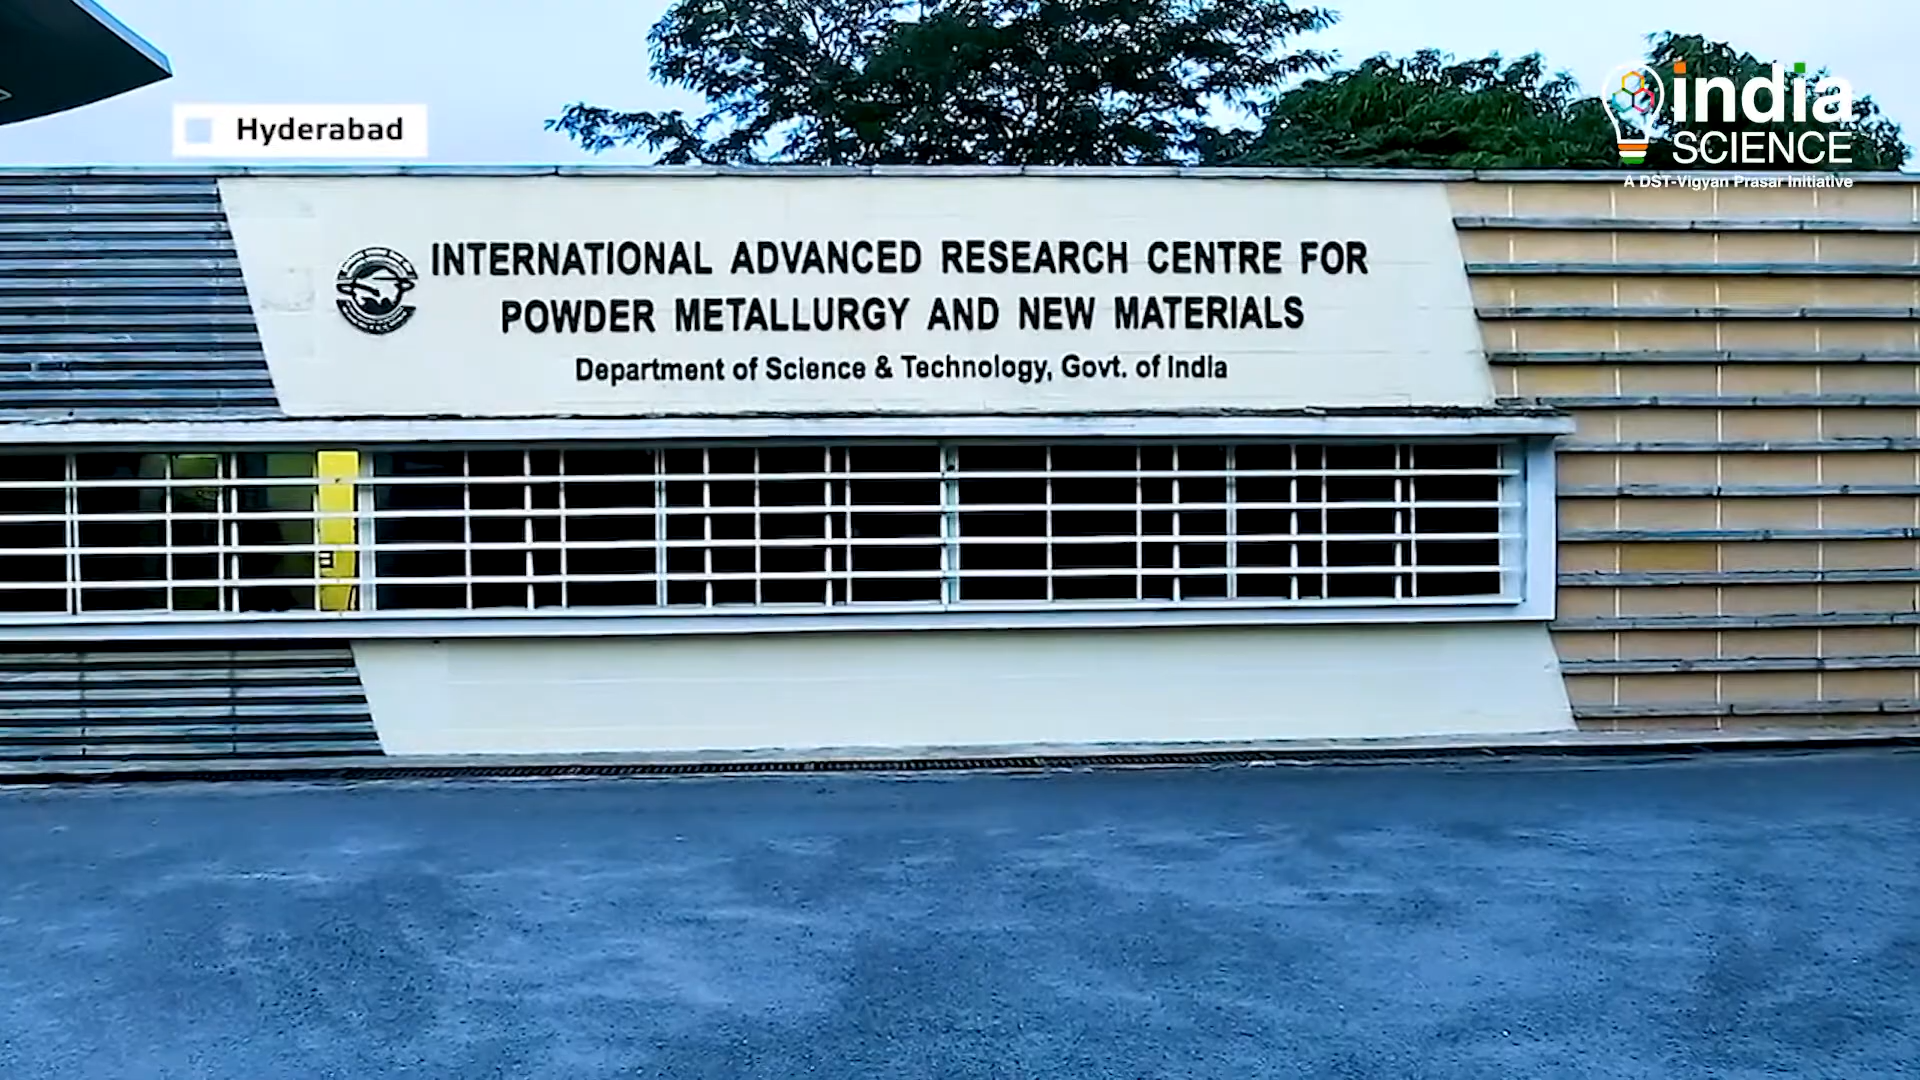 Hyderabad
india
SCIENCE
A DST-Vigyan Prasar Initiative
INTERNATIONAL ADVANCED RESEARCH CENTRE FOR
POWDER METALLURGY AND NEW MATERIALS
Department of Science & Technology, Govt. of India